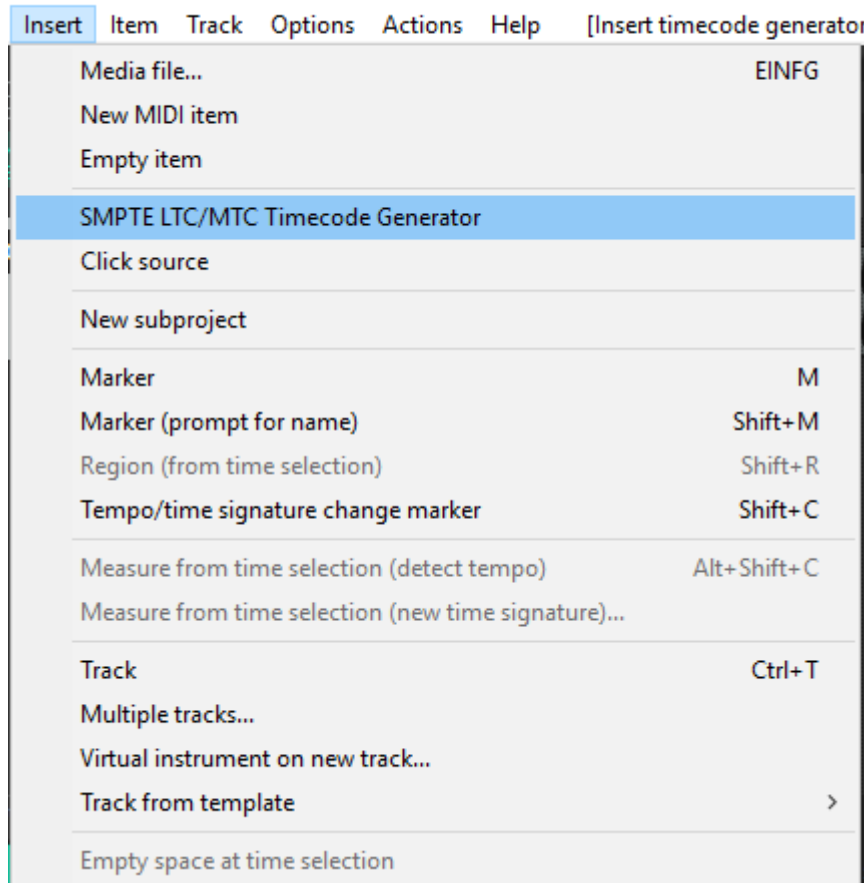 Insert Item Track Options Actions Help [Insert timecode generator
Media file... EINFG
New MIDI item
Empty item
SMPTE LTC/MTC Timecode Generator
Click source
New subproject
Marker M
Marker (prompt for name) Shift+M
Region (from time selection) Shift+R
Tempo/time signature change marker Shift+C
Measure from time selection (detect tempo) Alt+Shift+C
Measure from time selection (new time signature)...
Track Ctrl+T
Multiple tracks...
Virtual instrument on new track...
Track from template >
Empty space at time selection